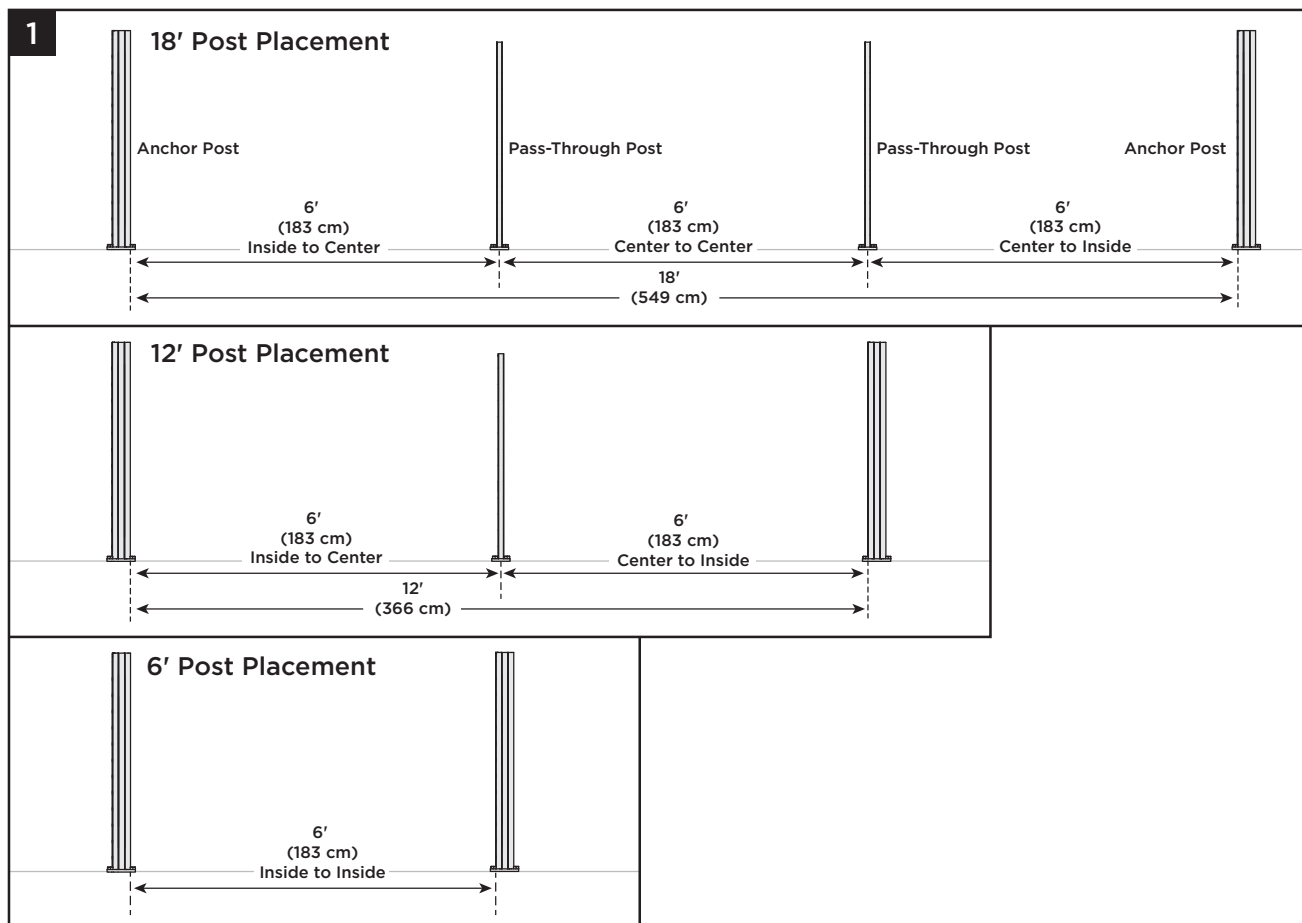 1
18' Post Placement
Anchor Post
Pass-Through Post
Pass-Through Post
Anchor Post
6'
(183 cm)
Inside to Center
6'
(183 cm)
Center to Center
6'
(183 cm)
Center to Inside
18'
(549 cm)
12' Post Placement
6'
(183 cm)
Inside to Center
6'
(183 cm)
Center to Inside
12'
(366 cm)
6' Post Placement
6'
(183 cm)
Inside to Inside